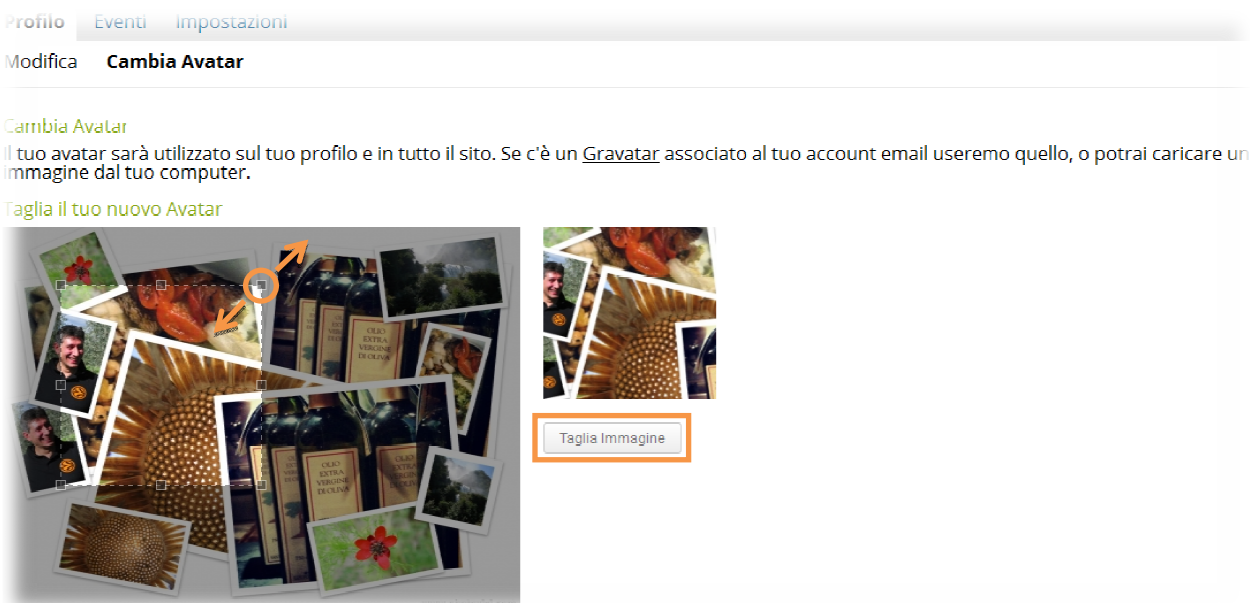 Profilo Eventi Impostazioni
Modifica Cambia Avatar
Cambia Avatar
Il tuo avatar sarà utilizzato sul tuo profilo e in tutto il sito. Se c'è un Gravatar associato al tuo account email useremo quello, o potrai caricare un
immagine dal tuo computer.
Taglia il tuo nuovo Avatar
OLIO
EXTRA
VERGINE
DI OLIVA
Taglia Immagine
OLIO
EXTRA
VERGINE
DI OLIVA